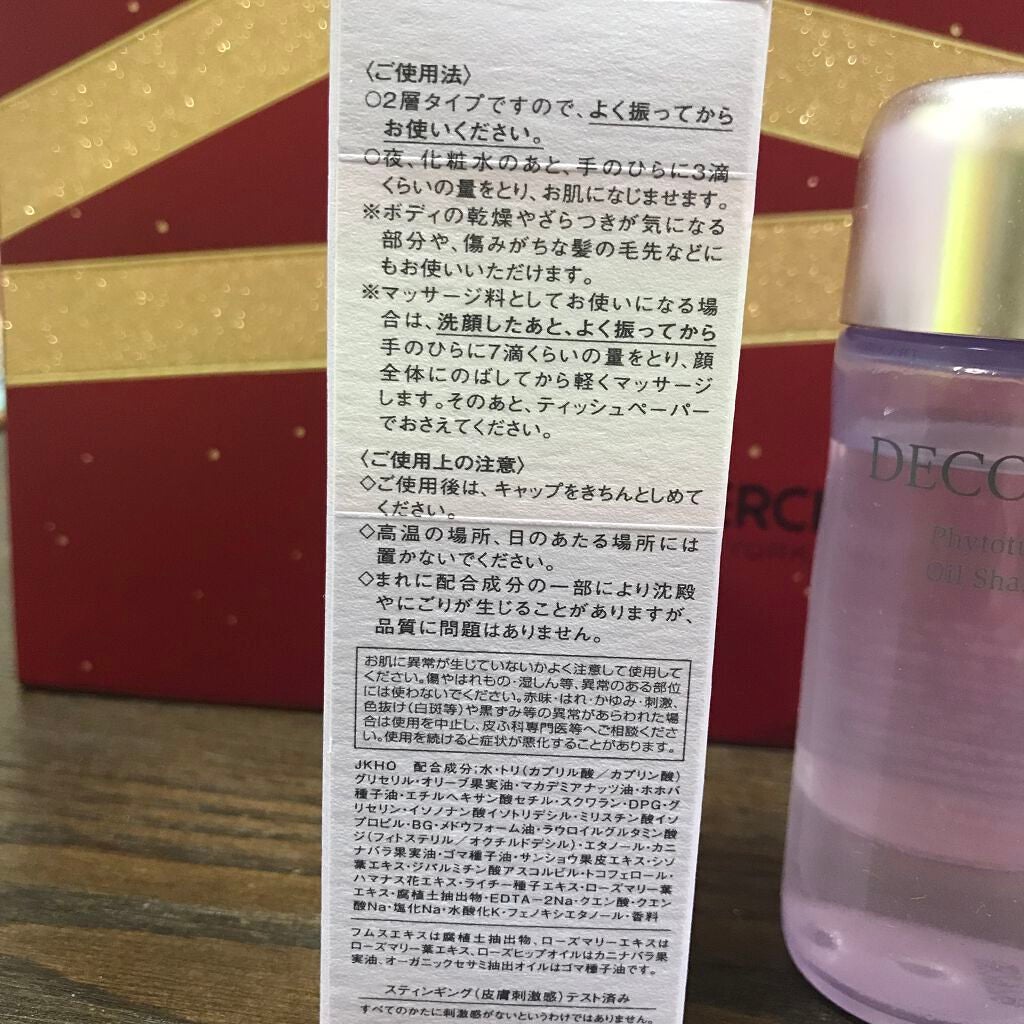 〈ご使用法〉
○2層タイプですので、よく振ってから
お使いください。
○夜、化粧水のあと、手のひらに3滴
くらいの量をとり、お肌になじませます。
※ボディの乾燥やざらつきが気になる
部分や、傷みがちな髪の毛先などに
もお使いいただけます。
※マッサージ料としてお使いになる場
合は、洗顔したあと、よく振ってから
手のひらに7滴くらいの量をとり、顔
全体にのばしてから軽くマッサージ
します。そのあと、ティッシュペーパー
でおさえてください。
〈ご使用上の注意〉
◇ご使用後は、キャップをきちんとしめて
ください。
◇高温の場所、日のあたる場所には
置かないでください。
◇まれに配合成分の一部により沈殿
やにごりが生じることがありますが、
品質に問題はありません。
お肌に異常が生じていないかよく注意して使用して
ください。傷やはれもの・湿しん等、異常のある部位
には使わないでください。赤味・はれ・かゆみ・刺激、
色抜け(白斑等)や黒ずみ等の異常があらわれた場
合は使用を中止し、皮ふ科専門医等へご相談くださ
い。使用を続けると症状が悪化することがあります。
JKHO 配合成分;水・トリ(カプリル酸/カプリン酸)
グリセリル・オリーブ果実油・マカデミアナッツ油・ホホバ
種子油・エチルヘキサン酸セチル・スクワラン・DPG・グ
リセリン・イソノナン酸イソトリデシル・ミリスチン酸イソ
プロピル・BG・メドウフォーム油・ラウロイルグルタミン酸
ジ(フィトステリル/オクチルドデシル)・エタノール・カニ
ナバラ果実油・ゴマ種子油・サンショウ果皮エキス・シソ
葉エキス・ジパルミチン酸アスコルビル・トコフェロール・
ハマナス花エキス・ライチー種子エキス・ローズマリー葉
エキス・腐植土抽出物・EDTA-2Na・クエン酸・クエン
酸Na・塩化Na・水酸化K・フェノキシエタノール・香料
フムスエキスは腐植土抽出物、ローズマリーエキスは
ローズマリー葉エキス、ローズヒップオイルはカニナバラ果
実油、オーガニックセサミ抽出オイルはゴマ種子油です。
スティンギング(皮膚刺激感)テスト済み
すべてのかたに刺激感がないというわけではありません。
DECO
Phytotu
Oil Sha
ERCH